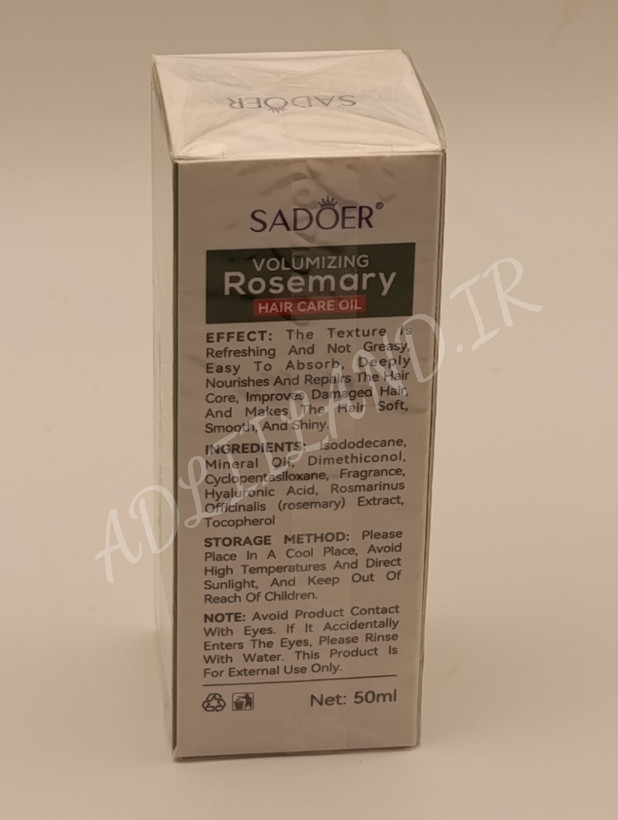 SADOER
SADOER®
VOLUMIZING
Rosemary
HAIR CARE OIL
EFFECT: The Texture Is
Refreshing And Not Greasy,
Easy To Absorb, Deeply
Nourishes And Repairs The Hair
Core, Improves Damaged Hair,
And Makes The Hair Soft,
Smooth, And Shiny.
INGREDIENTS: Isododecane,
Mineral Oil, Dimethiconol,
Cyclopentasiloxane, Fragrance,
Hyaluronic Acid, Rosmarinus
Officinalis (rosemary) Extract,
Tocopherol
STORAGE METHOD: Please
Place In A Cool Place, Avoid
High Temperatures And Direct
Sunlight, And Keep Out Of
Reach Of Children.
NOTE: Avoid Product Contact
With Eyes. If It Accidentally
Enters The Eyes, Please Rinse
With Water. This Product Is
For External Use Only.
Net: 50ml